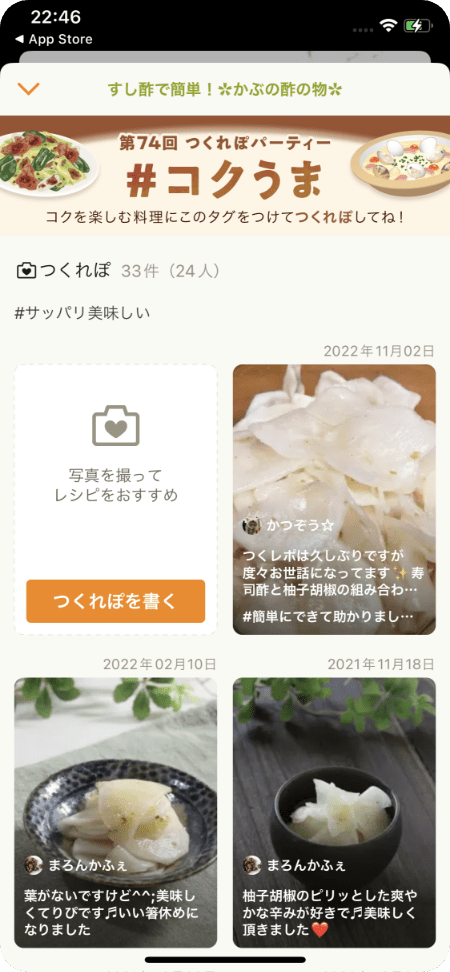 22:46
◀ App Store
すし酢で簡単！✲かぶの酢の物✲
第74回 つくれぽパーティー
#コクうま
コクを楽しむ料理にこのタグをつけてつくれぽしてね！
つくれぽ 33件（24人）
#サッパリ美味しい
2022年11月02日
写真を撮って
レシピをおすすめ
つくれぽを書く
かつぞう☆
つくレポは久しぶりですが
度々お世話になってます✨寿
司酢と柚子胡椒の組み合わ…
#簡単にできて助かりまし…
2022年02月10日
まろんかふぇ
葉がないですけど^^;美味し
くてりぴです♬いい箸休めに
なりました
2021年11月18日
まろんかふぇ
柚子胡椒のピリッとした爽や
かな辛みが好きで♬美味しく
頂きました❤️